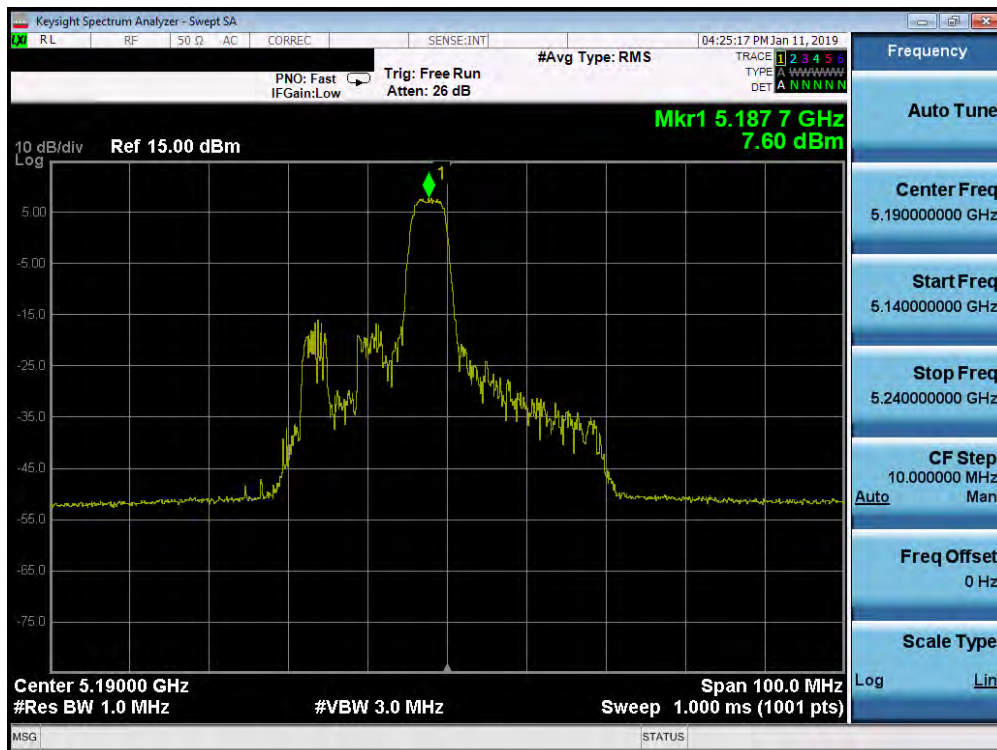 Keysight Spectrum Analyzer - Swept SA
LXI RL RF 50 Ω AC CORREC SENSE:INT 04:25:17 PM Jan 11, 2019
#Avg Type: RMS
TRACE 1 2 3 4 5 6
TYPE A WWWWW
DET A N N N N N
PNO: Fast
IFGain:Low
Trig: Free Run
Atten: 26 dB
Mkr1 5.187 7 GHz
7.60 dBm
10 dB/div Ref 15.00 dBm
Log
1
5.00
-5.00
-15.0
-25.0
-35.0
-45.0
-55.0
-65.0
-75.0
Center 5.19000 GHz Span 100.0 MHz
#Res BW 1.0 MHz #VBW 3.0 MHz Sweep 1.000 ms (1001 pts)
MSG STATUS
Frequency
Auto Tune
Center Freq
5.190000000 GHz
Start Freq
5.140000000 GHz
Stop Freq
5.240000000 GHz
CF Step
10.000000 MHz
Auto Man
Freq Offset
0 Hz
Scale Type
Log Lin